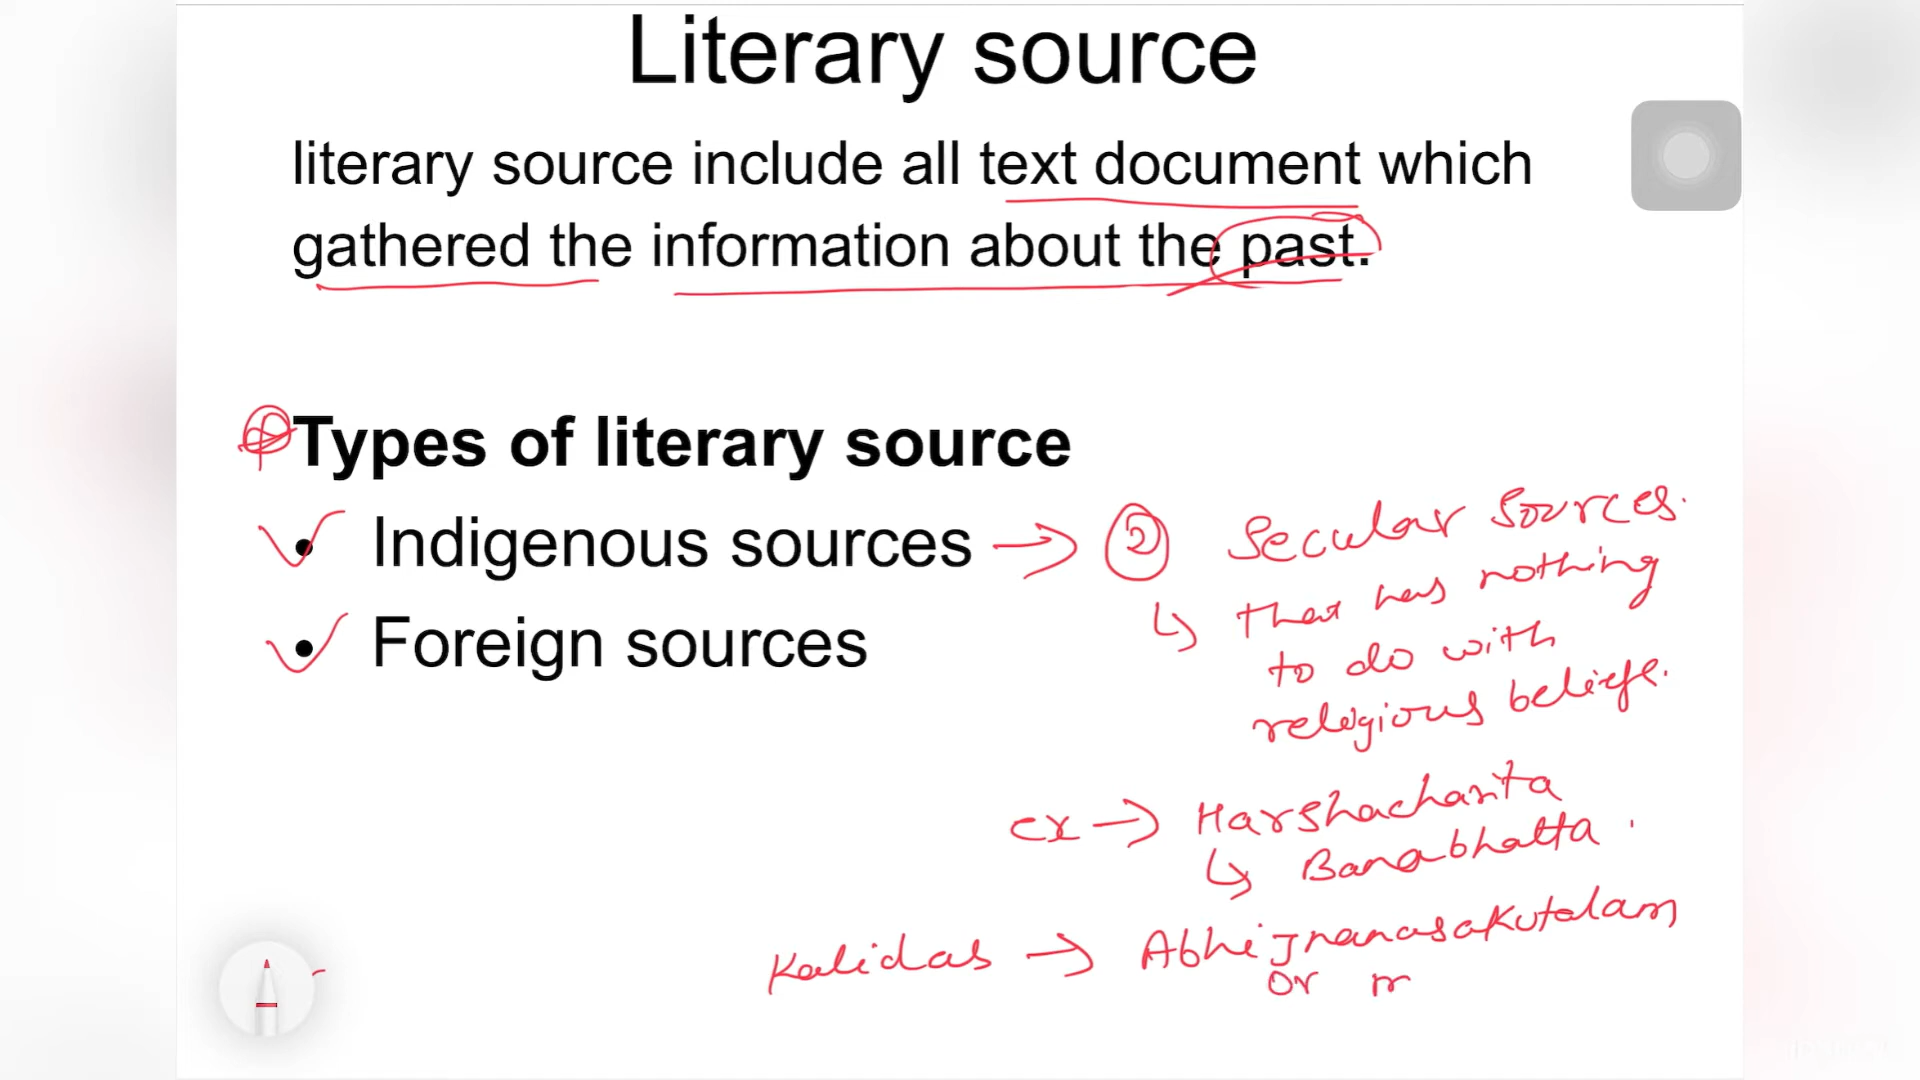 Literary source
literary source include all text document which
gathered the information about the past.
Types of literary source
• Indigenous sources → ② Secular Sources.
↳ that has nothing
to do with
religious beliefs.
• Foreign sources
ex → Harshacharita
↳ Banabhatta.
Kalidas → Abhijnanasakutalam
or m